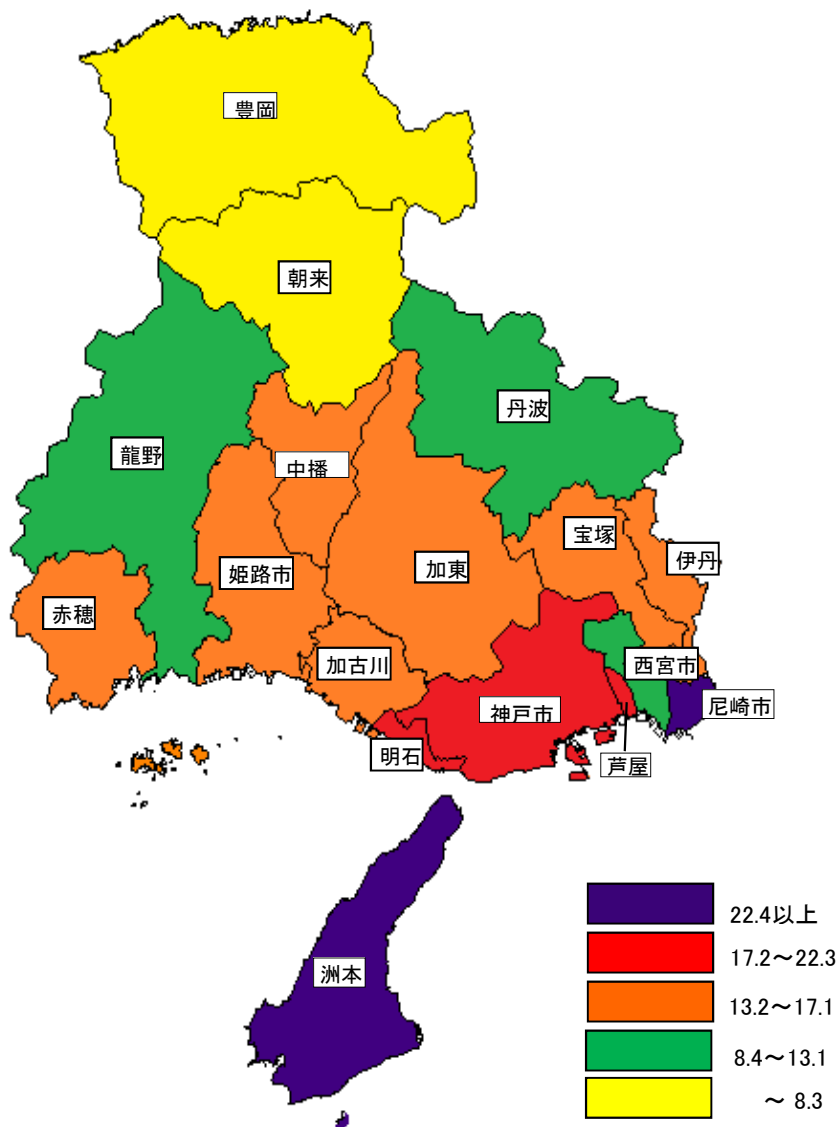 豊岡
朝来
丹波
龍野
中播
宝塚
伊丹
加東
姫路市
赤穂
加古川
西宮市
神戸市
尼崎市
明石
芦屋
洲本
22.4以上
17.2～22.3
13.2～17.1
8.4～13.1
～ 8.3